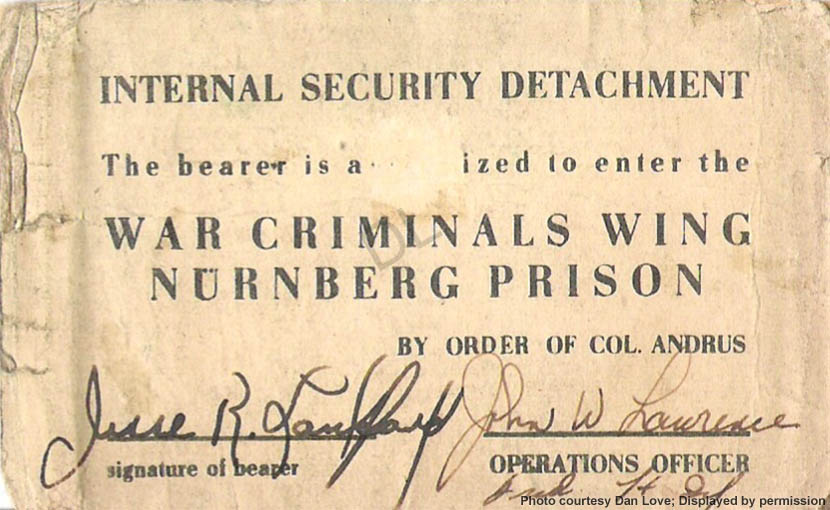 INTERNAL SECURITY DETACHMENT
The bearer is a ized to enter the
WAR CRIMINALS WING
NÜRNBERG PRISON
BY ORDER OF COL. ANDRUS
Jesse R. John W Lawrence
signature of bearer OPERATIONS OFFICER
Photo courtesy Dan Love; Displayed by permission